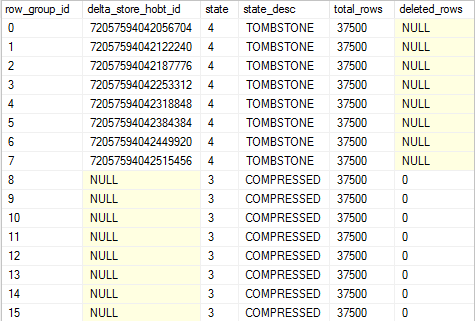 row_group_id delta_store_hobt_id state state_desc total_rows deleted_rows
0 72057594042056704 4 TOMBSTONE 37500 NULL
1 72057594042122240 4 TOMBSTONE 37500 NULL
2 72057594042187776 4 TOMBSTONE 37500 NULL
3 72057594042253312 4 TOMBSTONE 37500 NULL
4 72057594042318848 4 TOMBSTONE 37500 NULL
5 72057594042384384 4 TOMBSTONE 37500 NULL
6 72057594042449920 4 TOMBSTONE 37500 NULL
7 72057594042515456 4 TOMBSTONE 37500 NULL
8 NULL 3 COMPRESSED 37500 0
9 NULL 3 COMPRESSED 37500 0
10 NULL 3 COMPRESSED 37500 0
11 NULL 3 COMPRESSED 37500 0
12 NULL 3 COMPRESSED 37500 0
13 NULL 3 COMPRESSED 37500 0
14 NULL 3 COMPRESSED 37500 0
15 NULL 3 COMPRESSED 37500 0